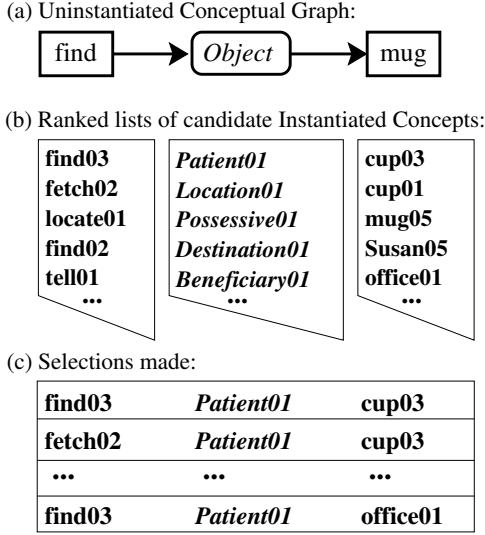 (a) Uninstantiated Conceptual Graph:
find Object mug
(b) Ranked lists of candidate Instantiated Concepts:
find03 Patient01 cup03
fetch02 Location01 cup01
locate01 Possessive01 mug05
find02 Destination01 Susan05
tell01 Beneficiary01 office01
... ... ...
(c) Selections made:
find03 Patient01 cup03
fetch02 Patient01 cup03
... ... ...
find03 Patient01 office01